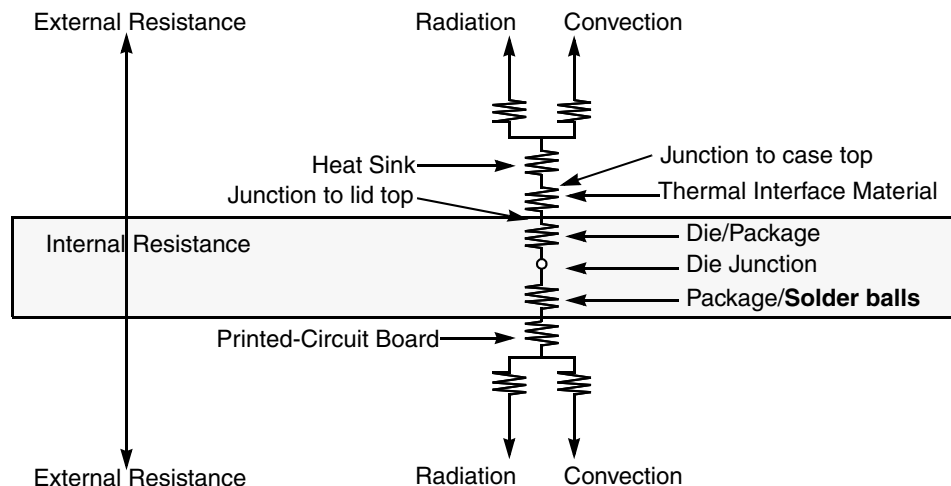 External Resistance
Radiation
Convection
Heat Sink
Junction to case top
Junction to lid top
Thermal Interface Material
Internal Resistance
Die/Package
Die Junction
Package/Solder balls
Printed-Circuit Board
External Resistance
Radiation
Convection